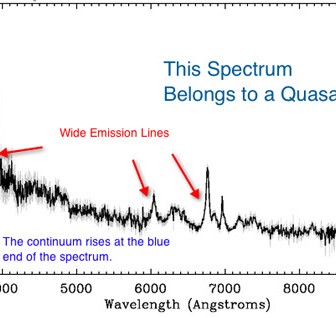 This Spectrum
Belongs to a Quasa
Wide Emission Lines
The continuum rises at the blue
end of the spectrum.
000 5000 6000 7000 8000
Wavelength (Angstroms)